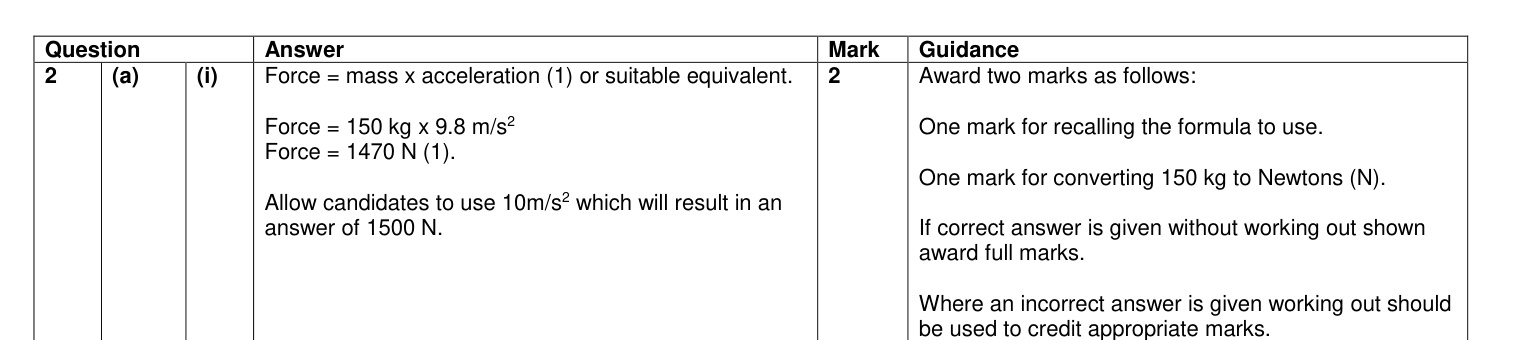 Question Answer Mark Guidance
2 (a) (i) Force = mass x acceleration (1) or suitable equivalent. 2 Award two marks as follows:
Force = 150 kg x 9.8 m/s² One mark for recalling the formula to use.
Force = 1470 N (1).
One mark for converting 150 kg to Newtons (N).
Allow candidates to use 10m/s² which will result in an
answer of 1500 N. If correct answer is given without working out shown
award full marks.
Where an incorrect answer is given working out should
be used to credit appropriate marks.